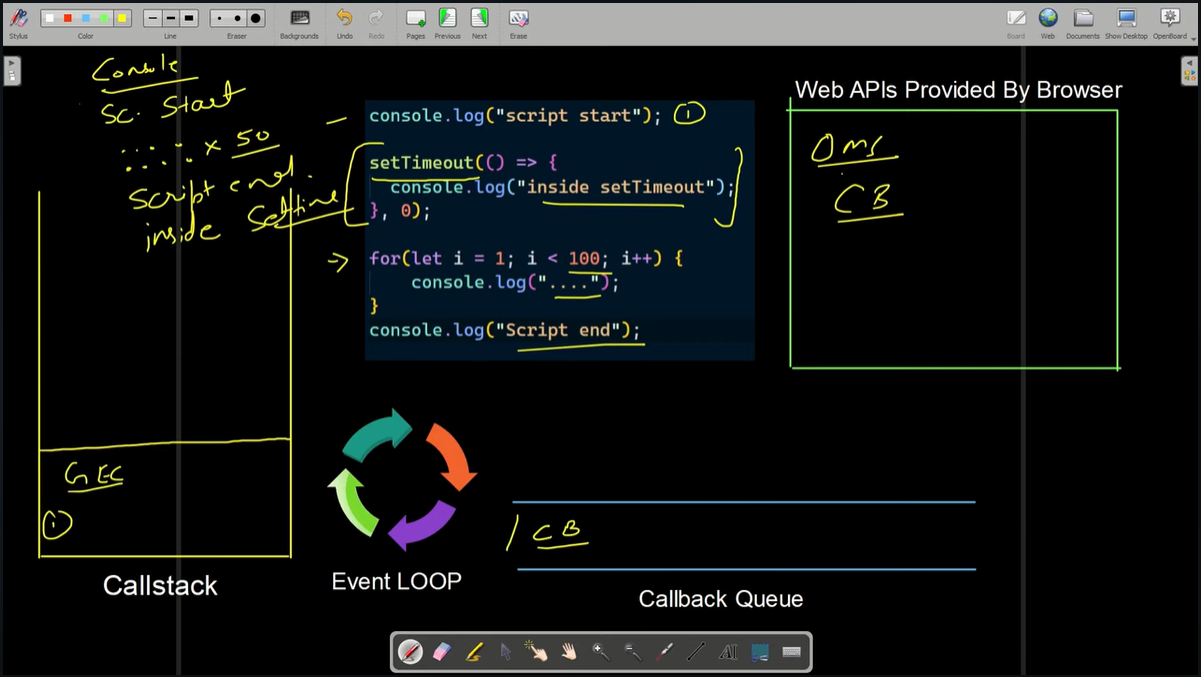 Stylus
Color
Line
Eraser
Backgrounds
Undo
Redo
Pages
Previous
Next
Erase
Board
Web
Documents
Show Desktop
OpenBoard
Console
Sc. Start
..... x 50
Script end.
inside Settime
console.log("script start"); 1
setTimeout(() => {
console.log("inside setTimeout");
}, 0);
for(let i = 1; i < 100; i++) {
console.log("....");
}
console.log("Script end");
Web APIs Provided By Browser
0 ms
CB
GEC
1
Callstack
Event LOOP
CB
Callback Queue
AI